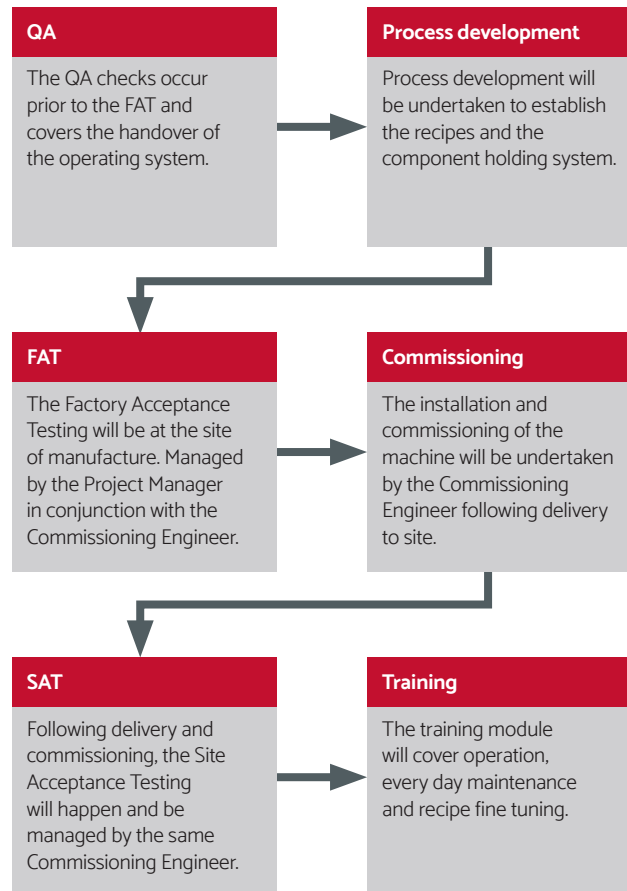 QA
The QA checks occur
prior to the FAT and
covers the handover of
the operating system.
Process development
Process development will
be undertaken to establish
the recipes and the
component holding system.
FAT
The Factory Acceptance
Testing will be at the site
of manufacture. Managed
by the Project Manager
in conjunction with the
Commissioning Engineer.
Commissioning
The installation and
commissioning of the
machine will be undertaken
by the Commissioning
Engineer following delivery
to site.
SAT
Following delivery and
commissioning, the Site
Acceptance Testing
will happen and be
managed by the same
Commissioning Engineer.
Training
The training module
will cover operation,
every day maintenance
and recipe fine tuning.